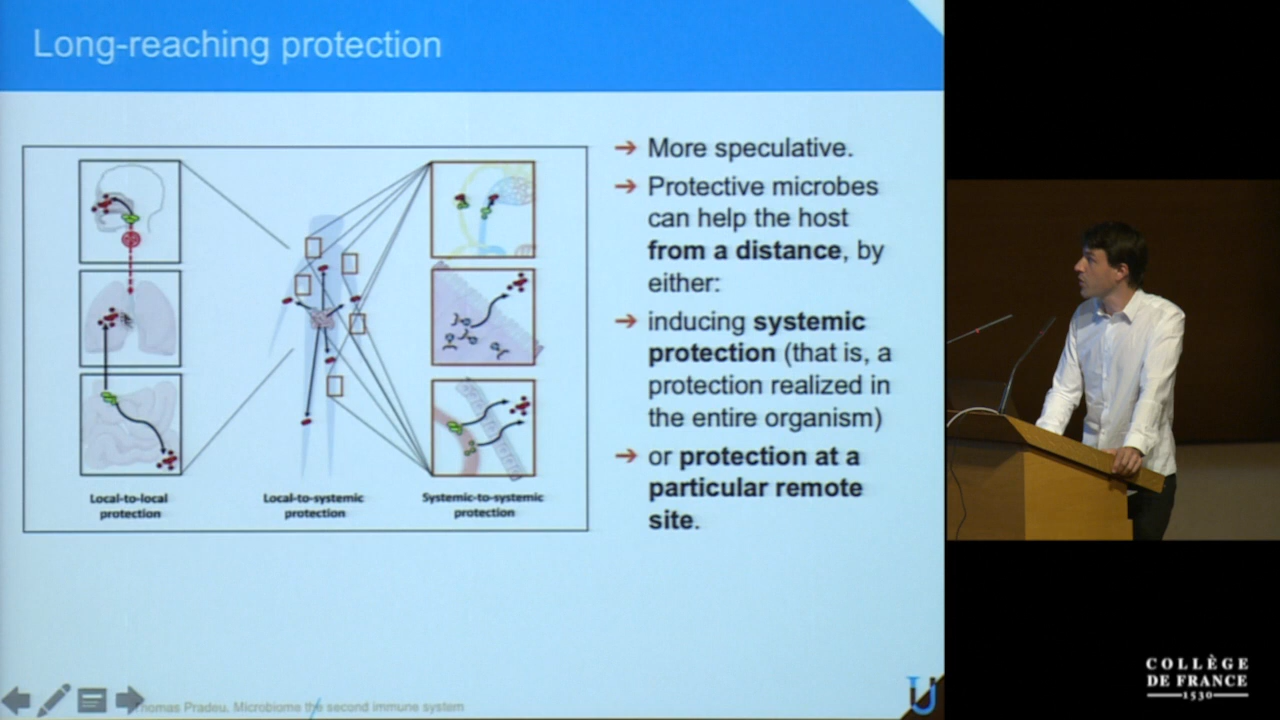 Long-reaching protection
Local-to-local
protection
Local-to-systemic
protection
Systemic-to-systemic
protection
→ More speculative.
→ Protective microbes
can help the host
from a distance, by
either:
→ inducing systemic
protection (that is, a
protection realized in
the entire organism)
→ or protection at a
particular remote
site.
Thomas Pradeu. Microbiome the second immune system
U
COLLÈGE
DE FRANCE
1530